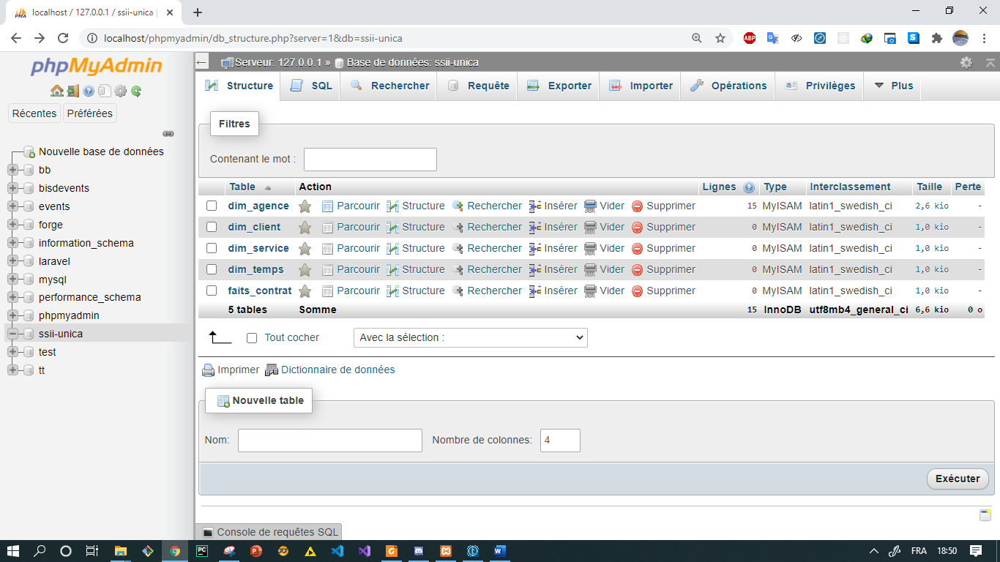 localhost / 127.0.0.1 / ssii-unica |
localhost/phpmyadmin/db_structure.php?server=1&db=ssii-unica
phpMyAdmin
Récentes Préférées
Nouvelle base de données
bb
bisdevents
events
forge
information_schema
laravel
mysql
performance_schema
phpmyadmin
ssii-unica
test
tt
Serveur: 127.0.0.1 » Base de données: ssii-unica
Structure SQL Rechercher Requête Exporter Importer Opérations Privilèges Plus
Filtres
Contenant le mot :
Table Action Lignes Type Interclassement Taille Perte
dim_agence Parcourir Structure Rechercher Insérer Vider Supprimer 15 MyISAM latin1_swedish_ci 2,6 kio -
dim_client Parcourir Structure Rechercher Insérer Vider Supprimer 0 MyISAM latin1_swedish_ci 1,0 kio -
dim_service Parcourir Structure Rechercher Insérer Vider Supprimer 0 MyISAM latin1_swedish_ci 1,0 kio -
dim_temps Parcourir Structure Rechercher Insérer Vider Supprimer 0 MyISAM latin1_swedish_ci 1,0 kio -
faits_contrat Parcourir Structure Rechercher Insérer Vider Supprimer 0 MyISAM latin1_swedish_ci 1,0 kio -
5 tables Somme 15 InnoDB utf8mb4_general_ci 6,6 kio 0 o
Tout cocher Avec la sélection :
Imprimer Dictionnaire de données
Nouvelle table
Nom: Nombre de colonnes: 4
Exécuter
Console de requêtes SQL
FRA 18:50